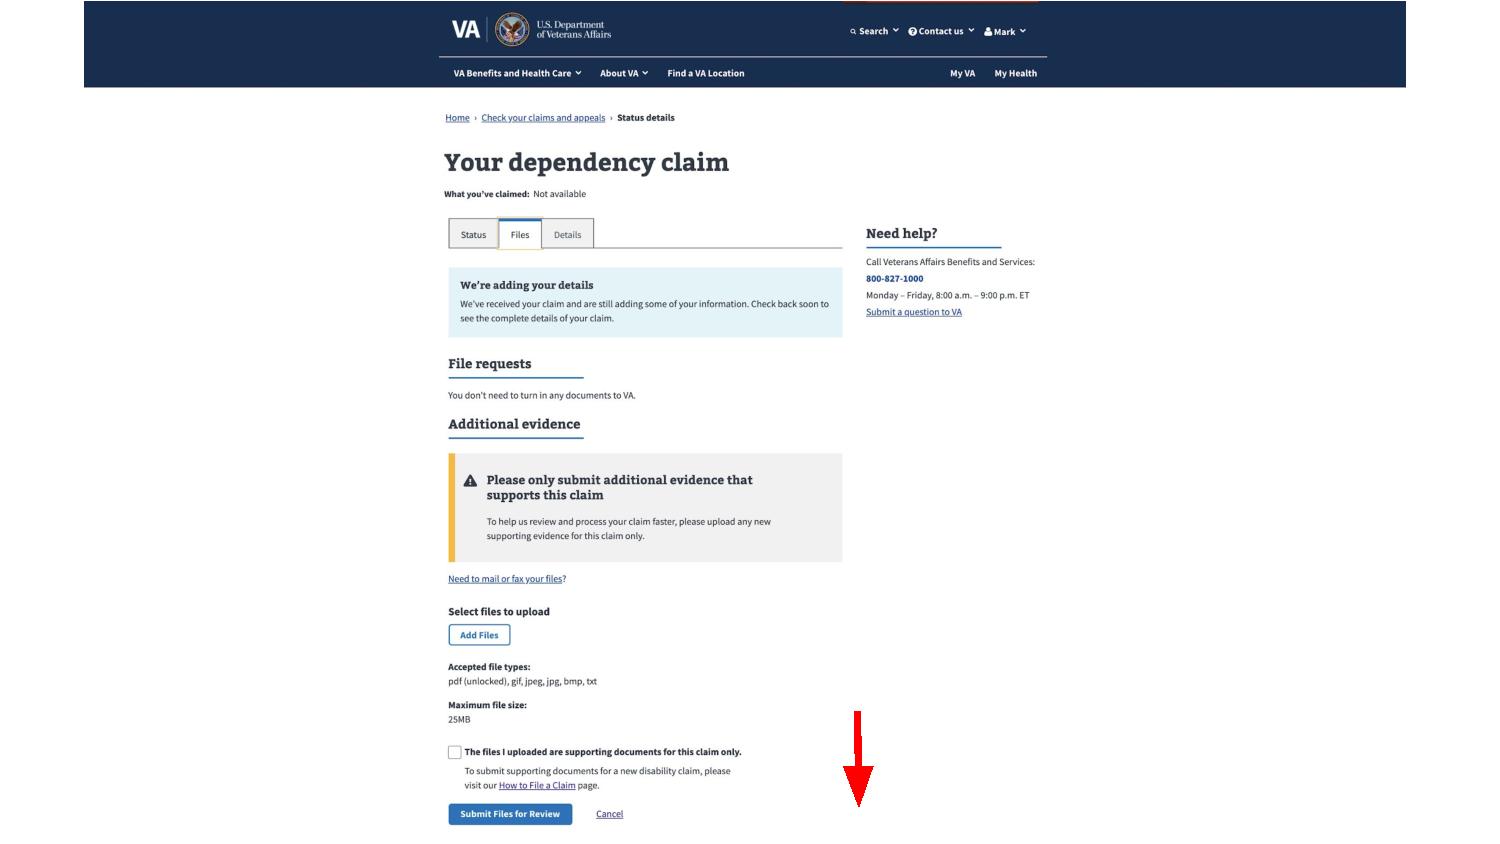 VA
U.S. Department
of Veterans Affairs
Search
Contact us
Mark
VA Benefits and Health Care
About VA
Find a VA Location
My VA
My Health
Home › Check your claims and appeals › Status details
Your dependency claim
What you've claimed: Not available
Status
Files
Details
We're adding your details
We've received your claim and are still adding some of your information. Check back soon to
see the complete details of your claim.
File requests
You don't need to turn in any documents to VA.
Additional evidence
Please only submit additional evidence that
supports this claim
To help us review and process your claim faster, please upload any new
supporting evidence for this claim only.
Need to mail or fax your files?
Select files to upload
Add Files
Accepted file types:
pdf (unlocked), gif, jpeg, jpg, bmp, txt
Maximum file size:
25MB
The files I uploaded are supporting documents for this claim only.
To submit supporting documents for a new disability claim, please
visit our How to File a Claim page.
Submit Files for Review
Cancel
Need help?
Call Veterans Affairs Benefits and Services:
800-827-1000
Monday – Friday, 8:00 a.m. – 9:00 p.m. ET
Submit a question to VA